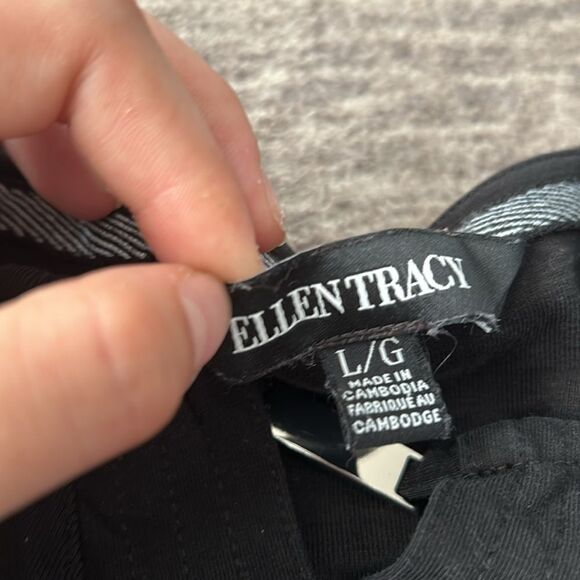 ELLEN TRACY
L/G
MADE IN
CAMBODIA
FABRIQUE AU
CAMBODGE